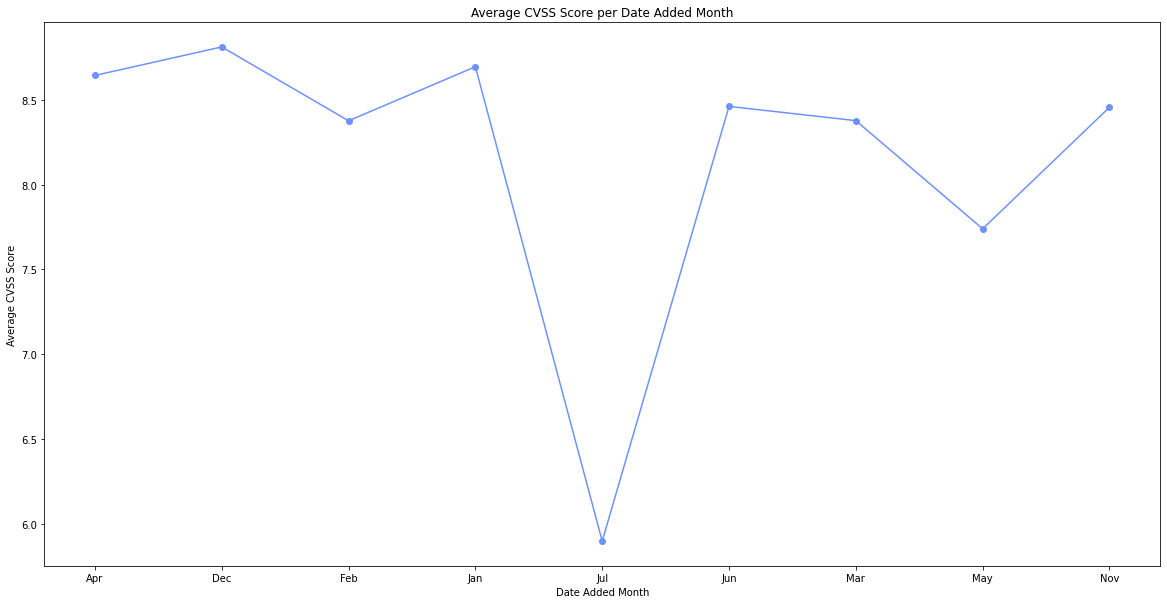 Average CVSS Score per Date Added Month
Average CVSS Score
8.5
8.0
7.5
7.0
6.5
6.0
Apr Dec Feb Jan Jul Jun Mar May Nov
Date Added Month